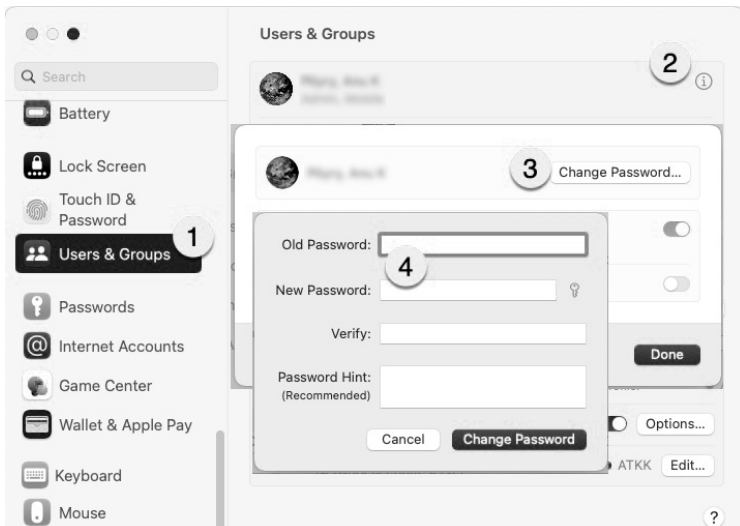 Users & Groups
Search
2
Battery
Lock Screen
3
Change Password...
Touch ID &
Password
1
Users & Groups
Old Password:
4
New Password:
Passwords
Verify:
Internet Accounts
Done
Game Center
Password Hint:
(Recommended)
Wallet & Apple Pay
Options...
Cancel
Change Password
ATKK
Edit...
Keyboard
Mouse
?